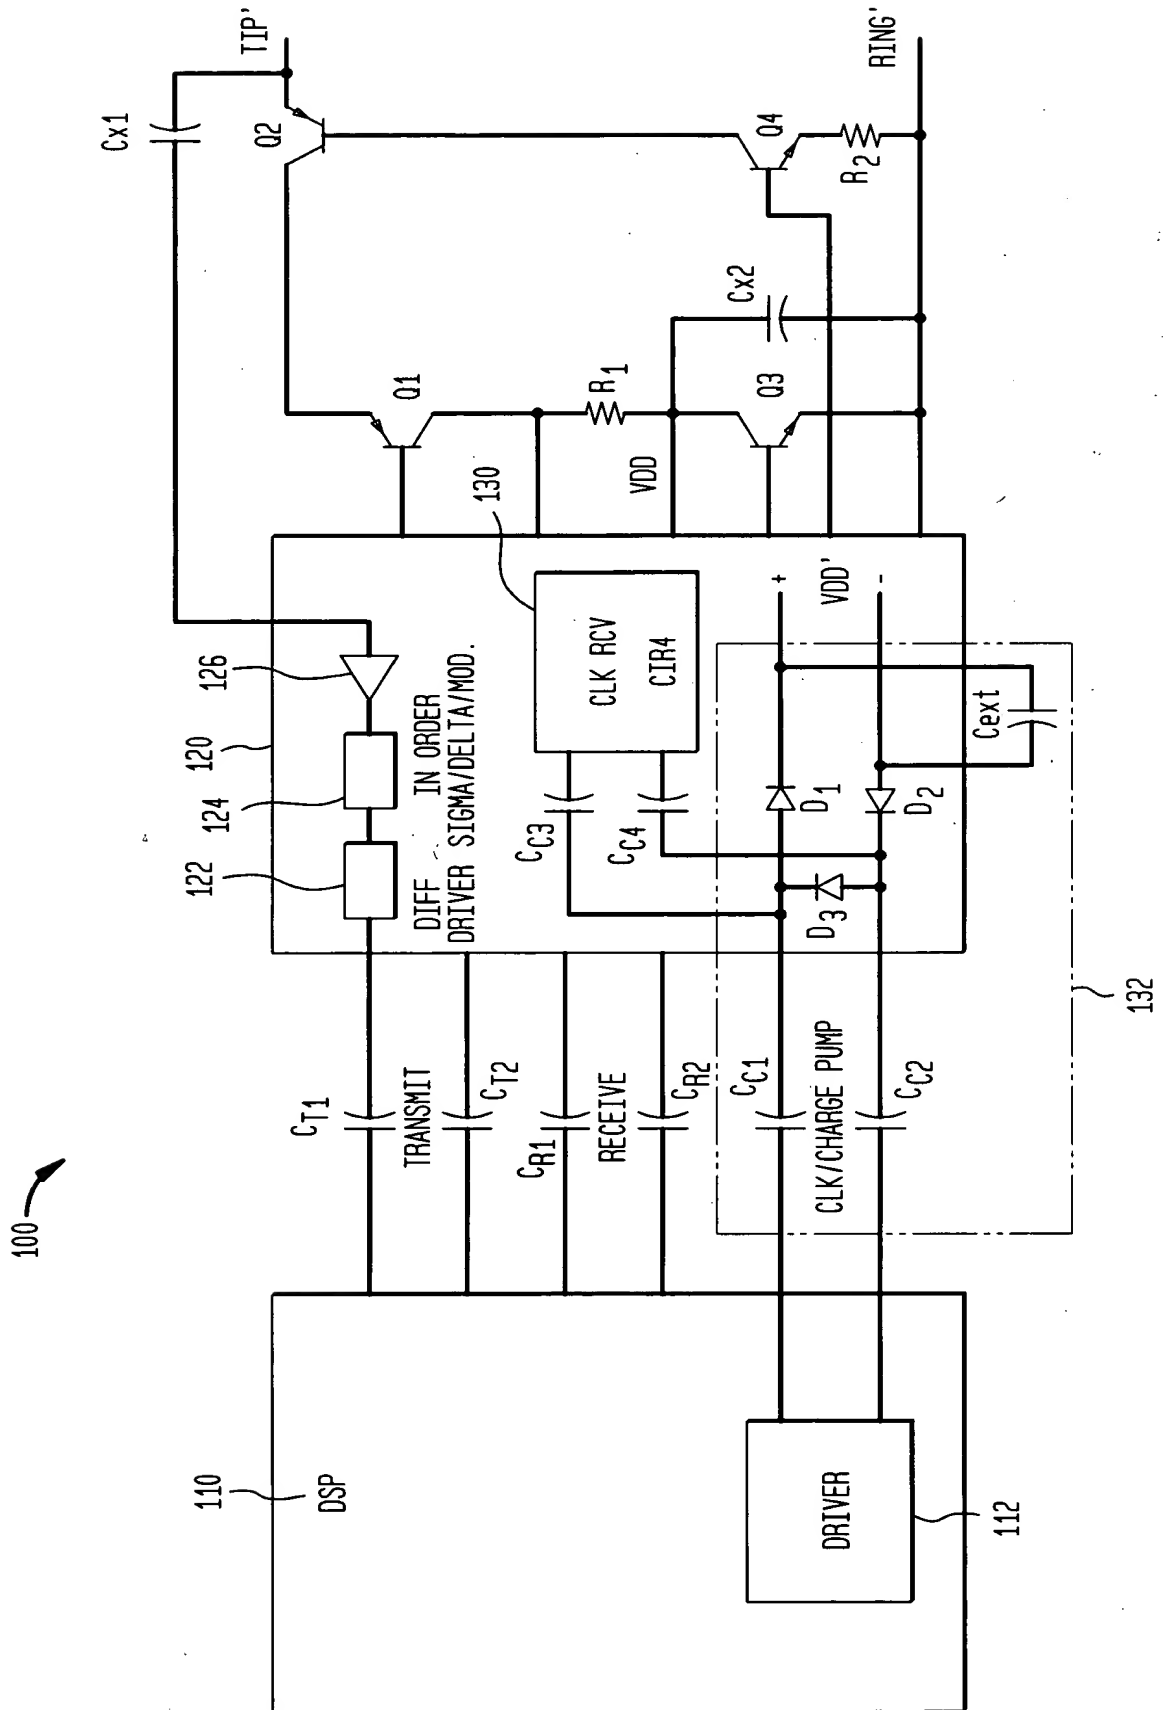 100
110
DSP
DRIVER
112
CT1
TRANSMIT
CT2
CR1
RECEIVE
CR2
CC1
CLK/CHARGE PUMP
CC2
132
120
122
124
126
DIFF IN ORDER
DRIVER SIGMA/DELTA/MOD.
CC3
CC4
CLK RCV
CIR4
130
D3
D1
D2
+
VDD'
-
Cext
Cx1
Q1
R1
VDD
Q3
Cx2
Q2
Q4
R2
TIP'
RING'